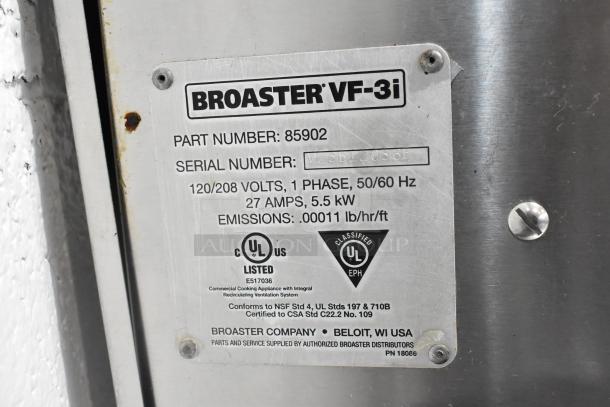 BROASTER® VF-3i
PART NUMBER: 85902
SERIAL NUMBER:
120/208 VOLTS, 1 PHASE, 50/60 Hz
27 AMPS, 5.5 kW
EMISSIONS: .00011 lb/hr/ft
C UL US
LISTED
E517036
CLASSIFIED
UL
EPH
Commercial Cooking Appliance with Integral
Recirculating Ventilation System
Conforms to NSF Std 4, UL Stds 197 & 710B
Certified to CSA Std C22.2 No. 109
BROASTER COMPANY • BELOIT, WI USA
PARTS AND SERVICE SUPPLIED BY AUTHORIZED BROASTER DISTRIBUTORS
PN 18086